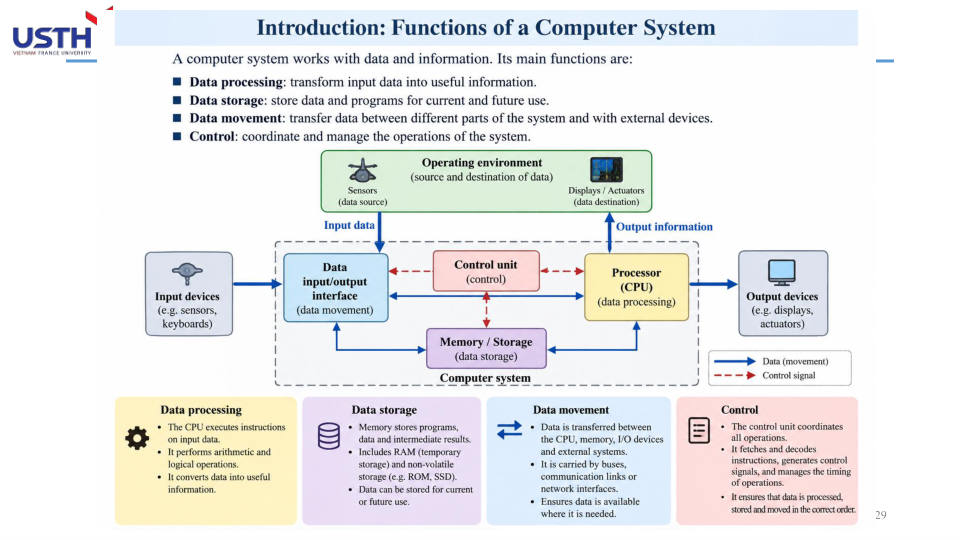 USTH
VIETNAM FRANCE UNIVERSITY
Introduction: Functions of a Computer System
A computer system works with data and information. Its main functions are:
Data processing: transform input data into useful information.
Data storage: store data and programs for current and future use.
Data movement: transfer data between different parts of the system and with external devices.
Control: coordinate and manage the operations of the system.
Operating environment
(source and destination of data)
Sensors
(data source)
Displays / Actuators
(data destination)
Input data
Output information
Input devices
(e.g. sensors,
keyboards)
Data
input/output
interface
(data movement)
Control unit
(control)
Processor
(CPU)
(data processing)
Output devices
(e.g. displays,
actuators)
Memory / Storage
(data storage)
Computer system
Data (movement)
Control signal
Data processing
• The CPU executes instructions
on input data.
• It performs arithmetic and
logical operations.
• It converts data into useful
information.
Data storage
• Memory stores programs,
data and intermediate results.
• Includes RAM (temporary
storage) and non-volatile
storage (e.g. ROM, SSD).
• Data can be stored for current
or future use.
Data movement
• Data is transferred between
the CPU, memory, I/O devices
and external systems.
• It is carried by buses,
communication links or
network interfaces.
• Ensures data is available
where it is needed.
Control
• The control unit coordinates
all operations.
• It fetches and decodes
instructions, generates control
signals, and manages the timing
of operations.
• It ensures that data is processed,
stored and moved in the correct order.
29